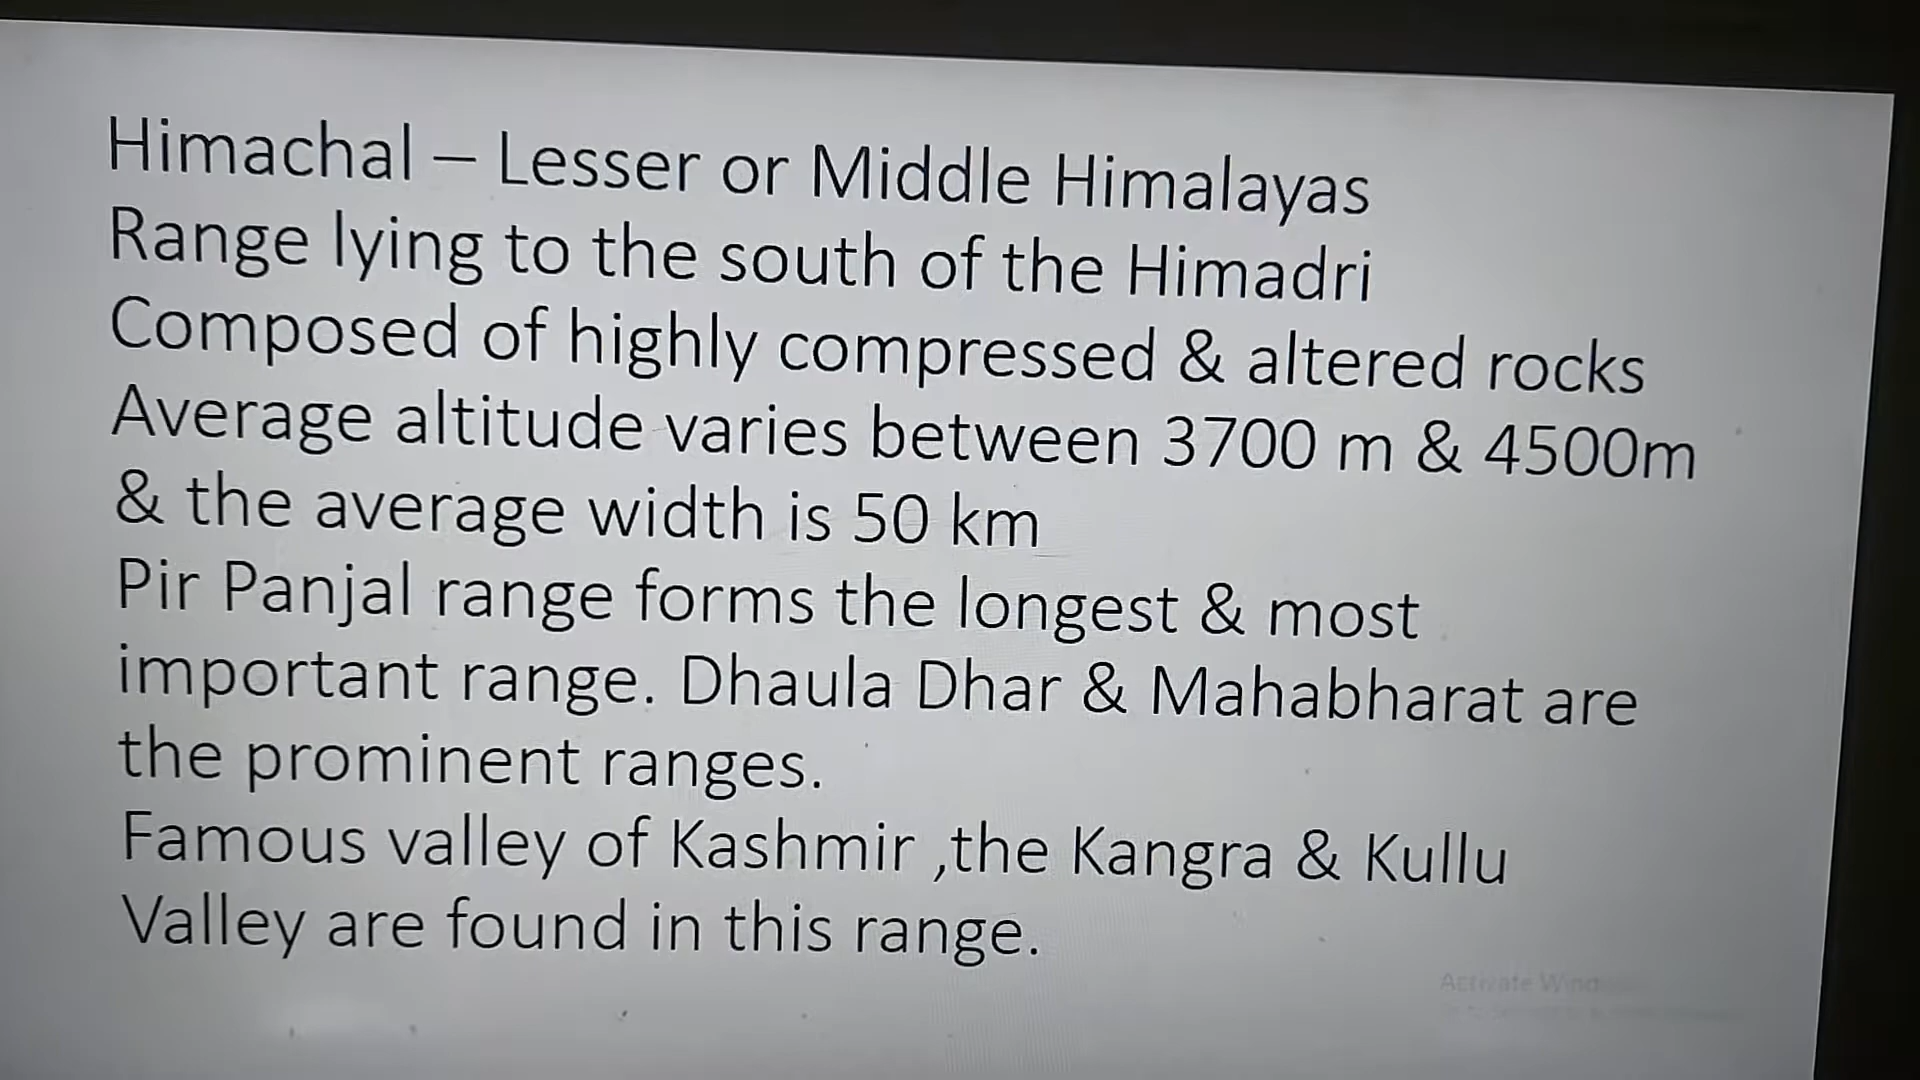 Himachal – Lesser or Middle Himalayas
Range lying to the south of the Himadri
Composed of highly compressed & altered rocks
Average altitude varies between 3700 m & 4500m
& the average width is 50 km
Pir Panjal range forms the longest & most
important range. Dhaula Dhar & Mahabharat are
the prominent ranges.
Famous valley of Kashmir ,the Kangra & Kullu
Valley are found in this range.
Activate